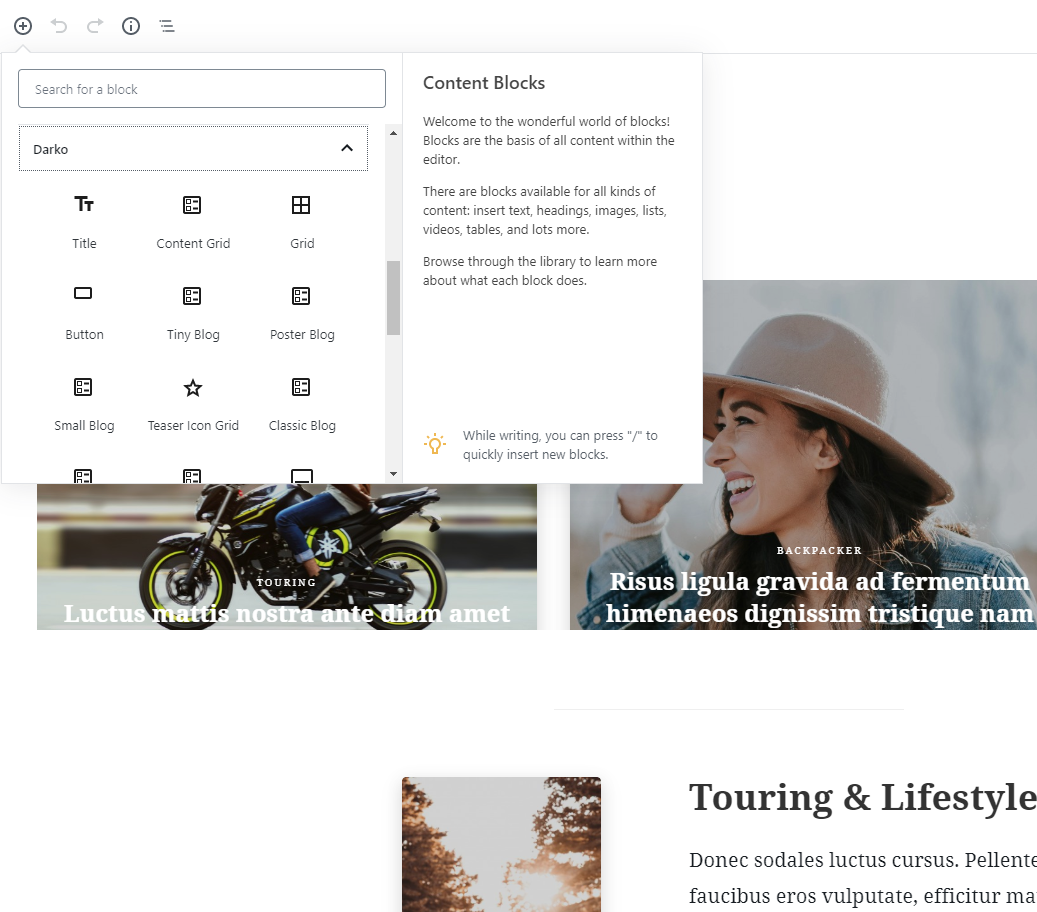 Search for a block
Darko
Title
Content Grid
Grid
Button
Tiny Blog
Poster Blog
Small Blog
Teaser Icon Grid
Classic Blog
Content Blocks
Welcome to the wonderful world of blocks!
Blocks are the basis of all content within the
editor.
There are blocks available for all kinds of
content: insert text, headings, images, lists,
videos, tables, and lots more.
Browse through the library to learn more
about what each block does.
While writing, you can press "/" to
quickly insert new blocks.
TOURING
Luctus mattis nostra ante diam amet
BACKPACKER
Risus ligula gravida ad fermentum
himenaeos dignissim tristique nam
Touring & Lifestyle
Donec sodales luctus cursus. Pellente
faucibus eros vulputate, efficitur ma